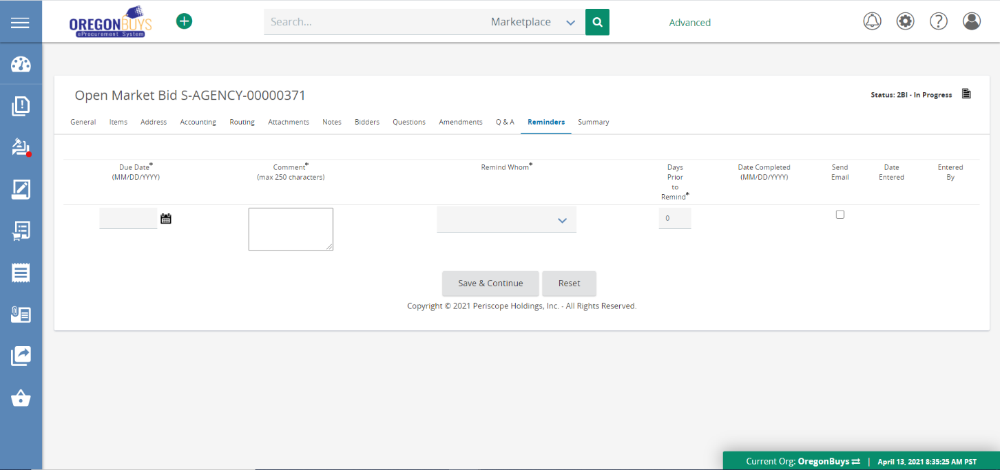 OREGONBUYS
eProcurement System
Search...
Marketplace
Advanced
Open Market Bid S-AGENCY-00000371
Status: 2BI - In Progress
General Items Address Accounting Routing Attachments Notes Bidders Questions Amendments Q & A Reminders Summary
Due Date*
(MM/DD/YYYY)
Comment*
(max 250 characters)
Remind Whom*
Days
Prior
to
Remind*
Date Completed
(MM/DD/YYYY)
Send
Email
Date
Entered
Entered
By
0
Save & Continue
Reset
Copyright © 2021 Periscope Holdings, Inc. - All Rights Reserved.
Current Org: OregonBuys | April 13, 2021 8:35:25 AM PST